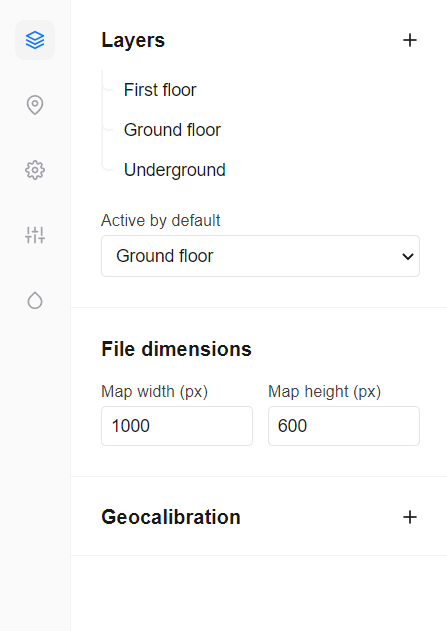 Layers
First floor
Ground floor
Underground
Active by default
Ground floor
File dimensions
Map width (px) Map height (px)
1000 600
Geocalibration